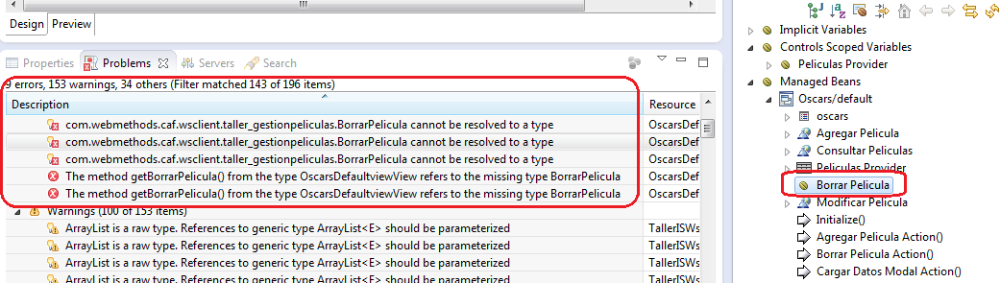 Design Preview
Properties Problems Servers Search
9 errors, 153 warnings, 34 others (Filter matched 143 of 196 items)
Description Resource
com.webmethods.caf.wsclient.taller_gestionpeliculas.BorrarPelicula cannot be resolved to a type OscarsDef
com.webmethods.caf.wsclient.taller_gestionpeliculas.BorrarPelicula cannot be resolved to a type OscarsDef
com.webmethods.caf.wsclient.taller_gestionpeliculas.BorrarPelicula cannot be resolved to a type OscarsDef
The method getBorrarPelicula() from the type OscarsDefaultviewView refers to the missing type BorrarPelicula OscarsDef
The method getBorrarPelicula() from the type OscarsDefaultviewView refers to the missing type BorrarPelicula OscarsDef
Warnings (100 of 153 items)
ArrayList is a raw type. References to generic type ArrayList<E> should be parameterized TallerISWs
ArrayList is a raw type. References to generic type ArrayList<E> should be parameterized TallerISWs
ArrayList is a raw type. References to generic type ArrayList<E> should be parameterized TallerISWs
ArrayList is a raw type. References to generic type ArrayList<E> should be parameterized TallerISWs
Implicit Variables
Controls Scoped Variables
Peliculas Provider
Managed Beans
Oscars/default
oscars
Agregar Pelicula
Consultar Peliculas
Peliculas Provider
Borrar Pelicula
Modificar Pelicula
Initialize()
Agregar Pelicula Action()
Borrar Pelicula Action()
Cargar Datos Modal Action()